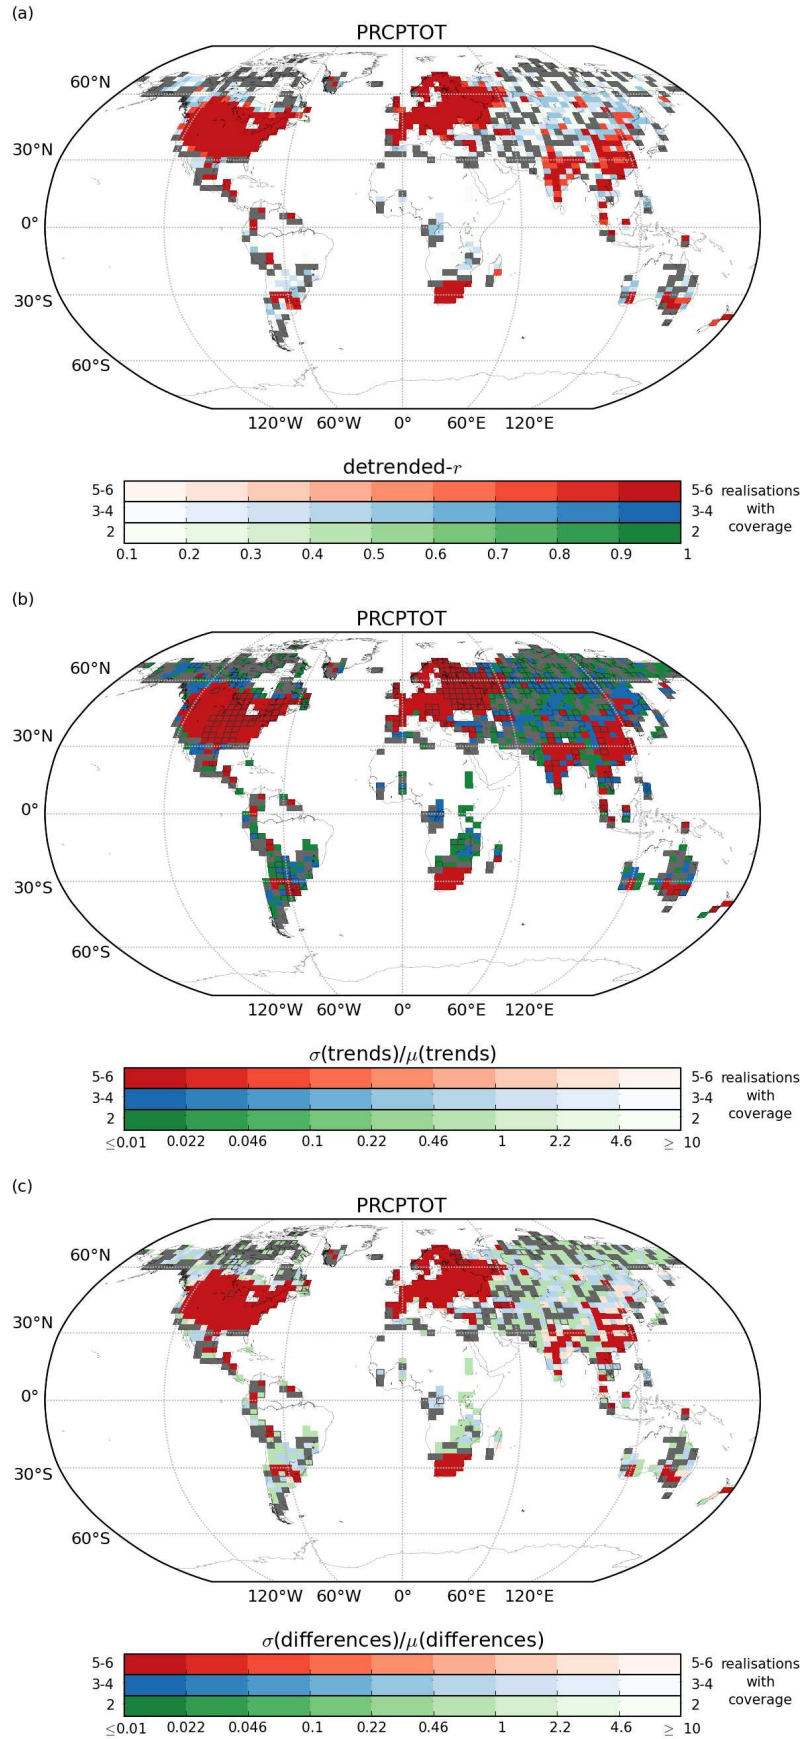 (a)
PRCPTOT
60°N
30°N
0°
30°S
60°S
120°W 60°W 0° 60°E 120°E
detrended-r
5-6 5-6 realisations
3-4 3-4 with
2 2 coverage
0.1 0.2 0.3 0.4 0.5 0.6 0.7 0.8 0.9 1
(b)
PRCPTOT
60°N
30°N
0°
30°S
60°S
120°W 60°W 0° 60°E 120°E
σ(trends)/μ(trends)
5-6 5-6 realisations
3-4 3-4 with
2 2 coverage
≤0.01 0.022 0.046 0.1 0.22 0.46 1 2.2 4.6 ≥ 10
(c)
PRCPTOT
60°N
30°N
0°
30°S
60°S
120°W 60°W 0° 60°E 120°E
σ(differences)/μ(differences)
5-6 5-6 realisations
3-4 3-4 with
2 2 coverage
≤0.01 0.022 0.046 0.1 0.22 0.46 1 2.2 4.6 ≥ 10